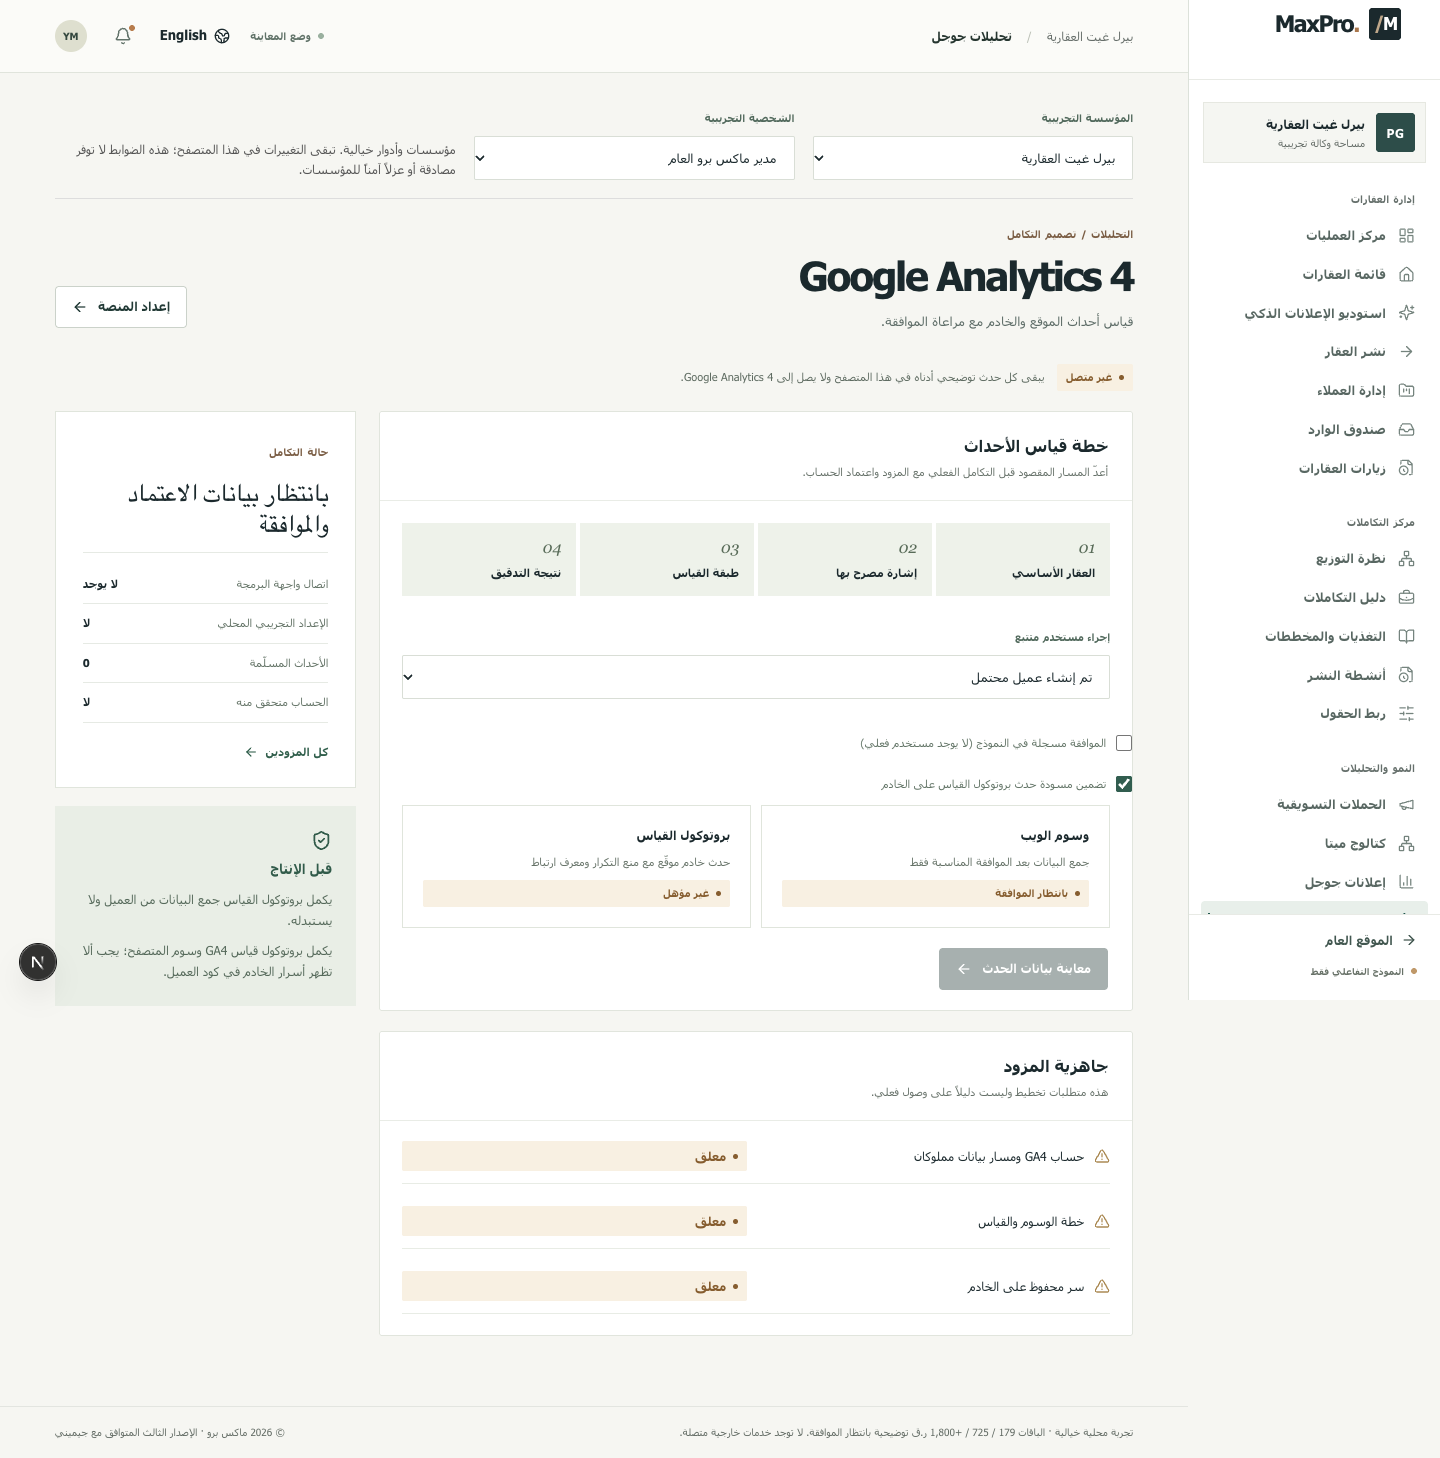 MaxPro. /M
PG
بيرل غيت العقارية
مساحة وكالة تجريبية
إدارة العقارات
مركز العمليات
قائمة العقارات
استوديو الإعلانات الذكي
نشر العقار
إدارة العملاء
صندوق الوارد
زيارات العقارات
مركز التكاملات
نظرة التوزيع
دليل التكاملات
التغذيات والمخططات
أنشطة النشر
ربط الحقول
النمو والتحليلات
الحملات التسويقية
كتالوج ميتا
إعلانات جوجل
الموقع العام
النموذج التفاعلي فقط
بيرل غيت العقارية / تحليلات جوجل
وضع المعاينة
English
YM
المؤسسة التجريبية
بيرل غيت العقارية
الشخصية التجريبية
مدير ماكس برو العام
مؤسسات وأدوار خيالية. تبقى التغييرات في هذا المتصفح؛ هذه الضوابط لا توفر
مصادقة أو عزلاً آمناً للمؤسسات.
التحليلات / تصميم التكامل
Google Analytics 4
قياس أحداث الموقع والخادم مع مراعاة الموافقة.
إعداد المنصة
غير متصل
يبقى كل حدث توضيحي أدناه في هذا المتصفح ولا يصل إلى Google Analytics 4.
خطة قياس الأحداث
أعدّ المسار المقصود قبل التكامل الفعلي مع المزود واعتماد الحساب.
01
العقار الأساسي
02
إشارة مصرح بها
03
طبقة القياس
04
نتيجة التدقيق
إجراء مستخدم متتبع
تم إنشاء عميل محتمل
الموافقة مسجلة في النموذج (لا يوجد مستخدم فعلي)
تضمين مسودة حدث بروتوكول القياس على الخادم
وسوم الويب
جمع البيانات بعد الموافقة المناسبة فقط
بانتظار الموافقة
بروتوكول القياس
حدث خادم موقّع مع منع التكرار ومعرف ارتباط
غير مؤهل
معاينة بيانات الحدث
حالة التكامل
بانتظار بيانات الاعتماد
والموافقة
اتصال واجهة البرمجة
لا يوجد
الإعداد التجريبي المحلي
لا
الأحداث المسلّمة
0
الحساب متحقق منه
لا
كل المزودين
قبل الإنتاج
يكمل بروتوكول القياس جمع البيانات من العميل ولا
يستبدله.
يكمل بروتوكول قياس GA4 وسوم المتصفح؛ يجب ألا
تظهر أسرار الخادم في كود العميل.
N
جاهزية المزود
هذه متطلبات تخطيط وليست دليلاً على وصول فعلي.
حساب GA4 ومسار بيانات مملوكان
معلق
خطة الوسوم والقياس
معلق
سر محفوظ على الخادم
معلق
تجربة محلية خيالية · الباقات 179 / 725 / +1,800 ر.ق توضيحية بانتظار الموافقة. لا توجد خدمات خارجية متصلة.
© 2026 ماكس برو · الإصدار الثالث المتوافق مع جيميني